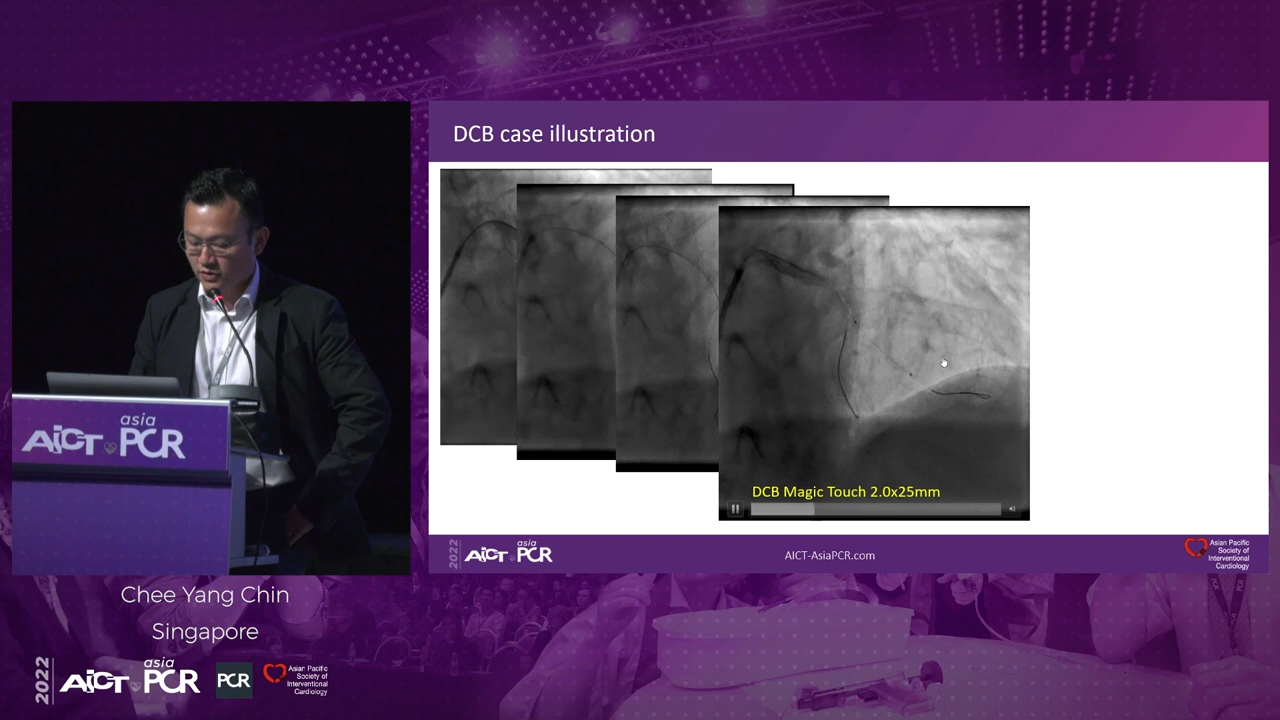 DCB case illustration
DCB Magic Touch 2.0x25mm
asia
AICT PCR
2022
asia
AICT PCR
AICT-AsiaPCR.com
Asian Pacific
Society of
Interventional
Cardiology
Chee Yang Chin
Singapore
2022
asia
AICT PCR
PCR
Asian Pacific
Society of
Interventional
Cardiology